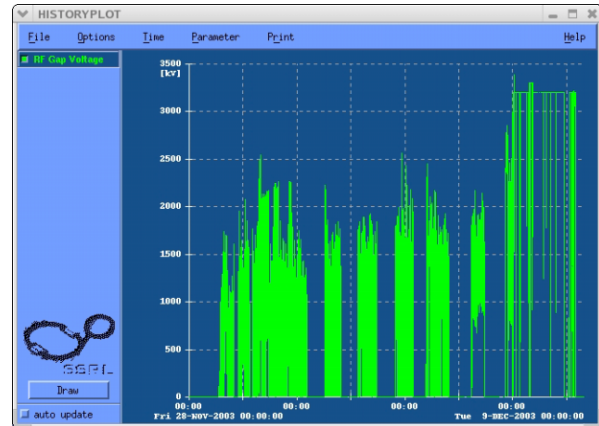 HISTORYPLOT
File Options Time Parameter Print Help
RF Gap Voltage
3500
[kV]
3000
2500
2000
1500
1000
500
0
00:00 00:00 00:00 00:00
Fri 28-NOV-2003 00:00:00 Tue 9-DEC-2003 00:00:00
SSRL
Draw
auto update